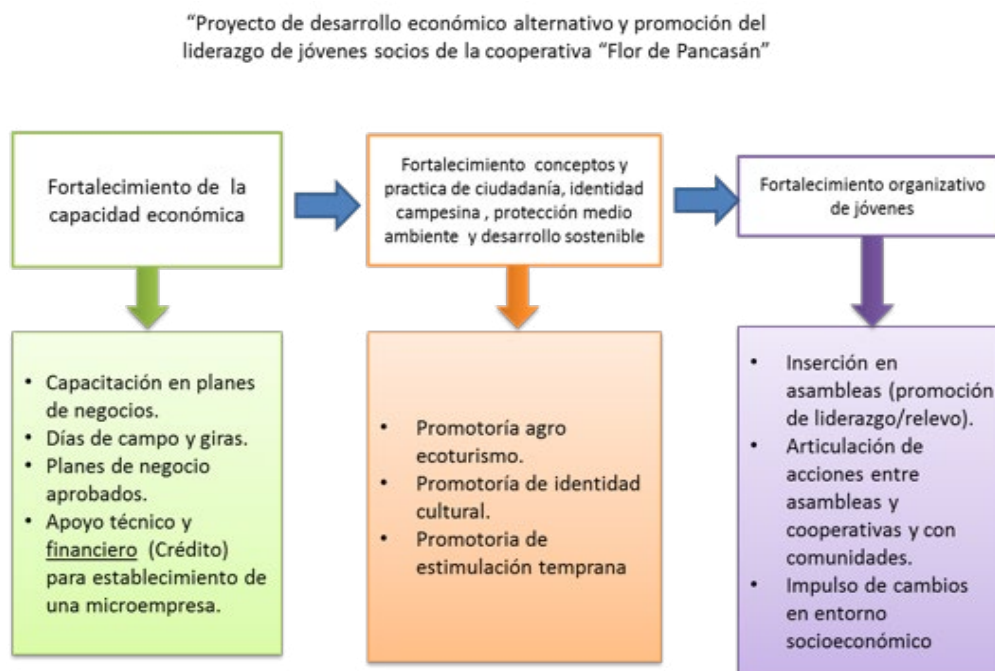 “Proyecto de desarrollo económico alternativo y promoción del
liderazgo de jóvenes socios de la cooperativa “Flor de Pancasán”
Fortalecimiento de la
capacidad económica
Fortalecimiento conceptos y
practica de ciudadanía, identidad
campesina , protección medio
ambiente y desarrollo sostenible
Fortalecimiento organizativo
de jóvenes
• Capacitación en planes
de negocios.
• Días de campo y giras.
• Planes de negocio
aprobados.
• Apoyo técnico y
financiero (Crédito)
para establecimiento de
una microempresa.
• Promotoría agro
ecoturismo.
• Promotoría de identidad
cultural.
• Promotoria de
estimulación temprana
• Inserción en
asambleas (promoción
de liderazgo/relevo).
• Articulación de
acciones entre
asambleas y
cooperativas y con
comunidades.
• Impulso de cambios
en entorno
socioeconómico